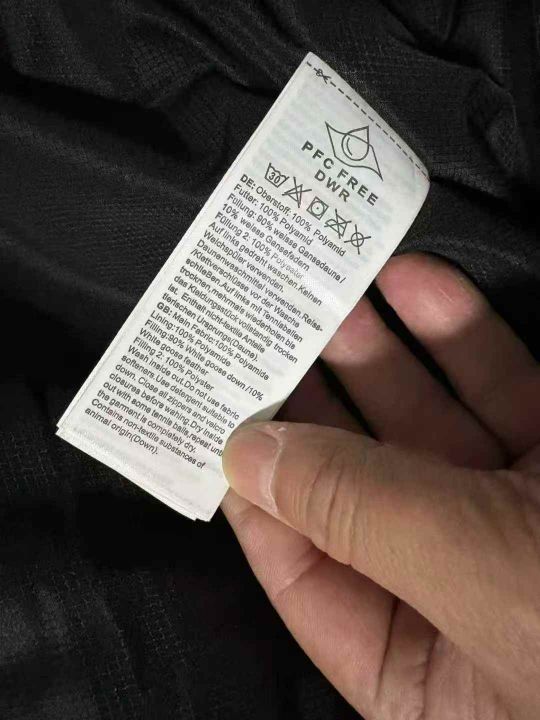 PFC FREE
DWR
30
DE: Oberstoff: 100% Polyamid
Futter: 100% Polyamid
Füllung: 90% weisse Gänsedaune /
10% weisse Gänsefedern
Füllung 2: 100% Polyester
Auf links gedreht waschen.Keinen
Weichspüler verwenden.
Daunenwaschmittel verwenden.Reiss-
/Klettverschlüsse vor der Wäsche
schließen.Auf links mit Tennisbällen
trocknen mehrmals wiederholen bis
das Kleidungsstück vollständig trocken
ist. Enthält nichttextile Anteile
tierischen Ursprungs(Daune).
GB: Main Fabric:100% Polyamide
Lining:100% Polyamide
Filling:90% White goose down /10%
White goose feather
Filling 2: 100% Polyster
Wash inside out.Do not use fabric
softeners Use detergent suitable to
down. Close all zippers and velcro
closures before wahing.Dry inside
out with some tennis balls,repeat until
the garment is completely dry.
Contains non-textile substances of
animal origin(Down).